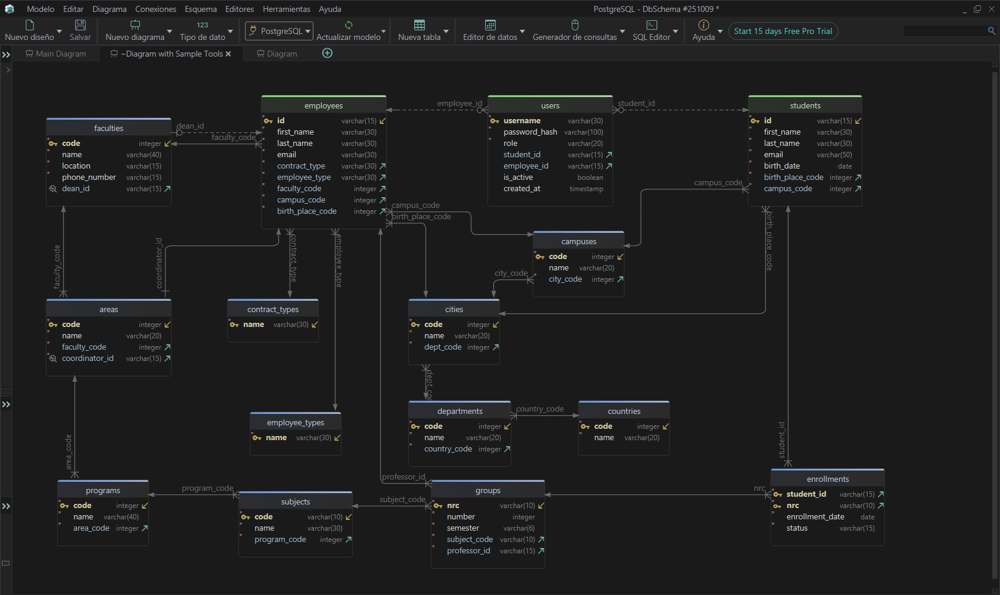 Modelo Editar Diagrama Conexiones Esquema Editores Herramientas Ayuda
PostgreSQL - DbSchema #251009 *
Nuevo diseño
Salvar
Nuevo diagrama
123
Tipo de dato
PostgreSQL
Actualizar modelo
Nueva tabla
Editor de datos
Generador de consultas
SQL Editor
Ayuda
Start 15 days Free Pro Trial
Main Diagram
~Diagram with Sample Tools
Diagram
employees
id varchar(15)
first_name varchar(30)
last_name varchar(30)
email varchar(30)
contract_type varchar(30)
employee_type varchar(30)
faculty_code integer
campus_code integer
birth_place_code integer
employee_id
users
username varchar(30)
password_hash varchar(100)
role varchar(20)
student_id varchar(15)
employee_id varchar(15)
is_active boolean
created_at timestamp
student_id
students
id varchar(15)
first_name varchar(30)
last_name varchar(30)
email varchar(50)
birth_date date
birth_place_code integer
campus_code integer
faculties
code integer
name varchar(40)
location varchar(15)
phone_number varchar(15)
dean_id varchar(15)
dean_id
faculty_code
campus_code
birth_place_code
campus_code
birth_place_code
faculty_code
coordinator_id
contract_type
employee_type
campuses
code integer
name varchar(20)
city_code integer
city_code
areas
code integer
name varchar(20)
faculty_code integer
coordinator_id varchar(15)
contract_types
name varchar(30)
cities
code integer
name varchar(20)
dept_code integer
employee_types
name varchar(30)
departments
code integer
name varchar(20)
country_code integer
country_code
countries
code integer
name varchar(20)
area_code
student_id
programs
code integer
name varchar(40)
area_code integer
program_code
subjects
code varchar(10)
name varchar(30)
program_code integer
professor_id
subject_code
groups
nrc varchar(10)
number integer
semester varchar(6)
subject_code varchar(10)
professor_id varchar(15)
nrc
enrollments
student_id varchar(15)
nrc varchar(10)
enrollment_date date
status varchar(15)